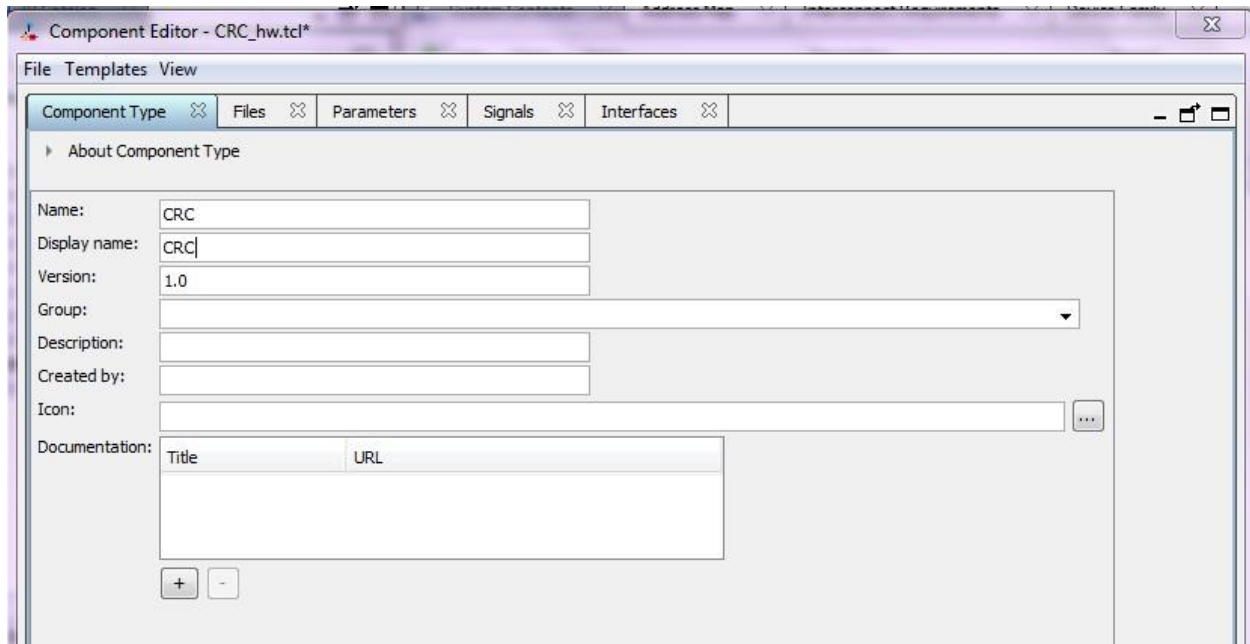 Component Editor - CRC_hw.tcl*
File Templates View
Component Type Files Parameters Signals Interfaces
About Component Type
Name: CRC
Display name: CRC
Version: 1.0
Group:
Description:
Created by:
Icon: ...
Documentation: Title URL
+ -